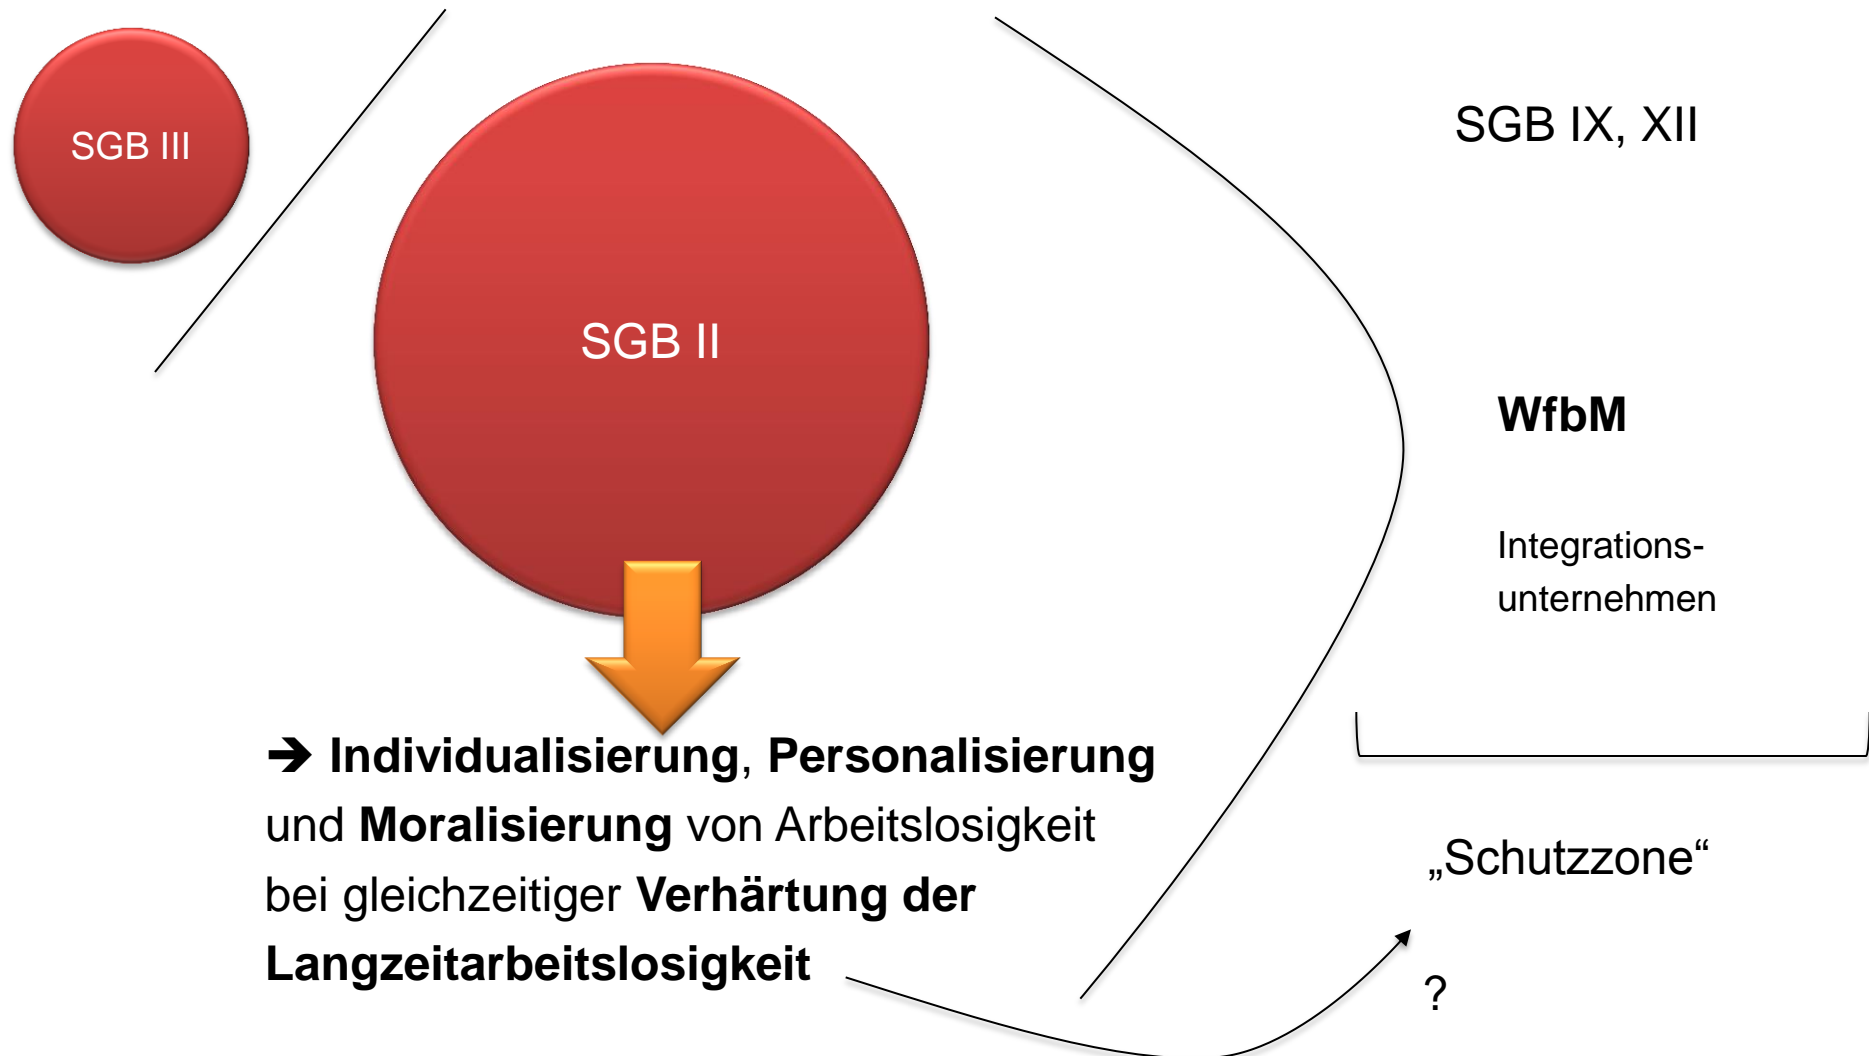 SGB III
SGB II
➔ Individualisierung, Personalisierung
und Moralisierung von Arbeitslosigkeit
bei gleichzeitiger Verhärtung der
Langzeitarbeitslosigkeit
SGB IX, XII
WfbM
Integrations-
unternehmen
„Schutzzone“
?